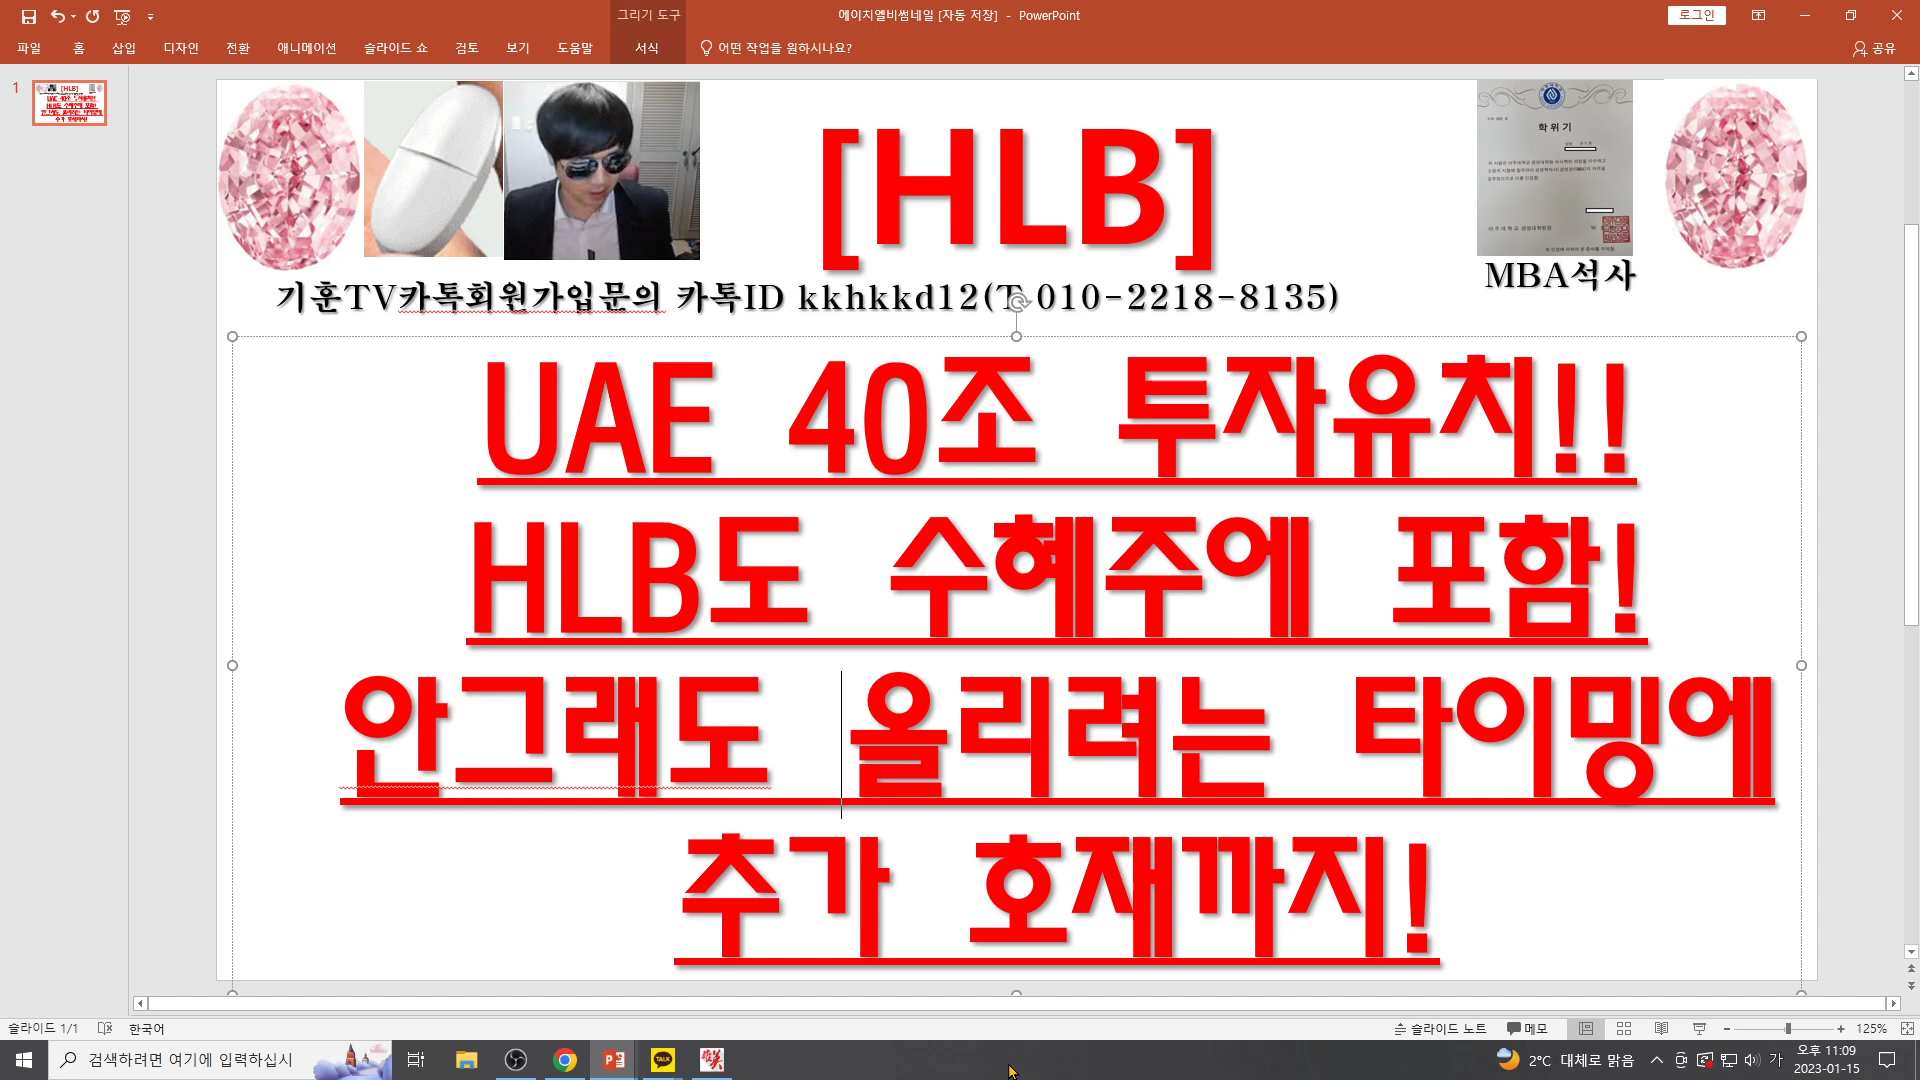 그리기 도구
에이치앨비썸네일 [자동 저장] - PowerPoint
로그인
파일 홈 삽입 디자인 전환 애니메이션 슬라이드 쇼 검토 보기 도움말 서식 어떤 작업을 원하시나요? 공유
1
[HLB]
학위기
MBA석사
기훈TV카톡회원가입문의 카톡ID kkhkkd12(T 010-2218-8135)
UAE 40조 투자유치!!
HLB도 수혜주에 포함!
안그래도 올리려는 타이밍에
추가 호재까지!
슬라이드 1/1 한국어 슬라이드 노트 메모 125%
검색하려면 여기에 입력하십시
TALK
2°C 대체로 맑음 가 오후 11:09
2023-01-15